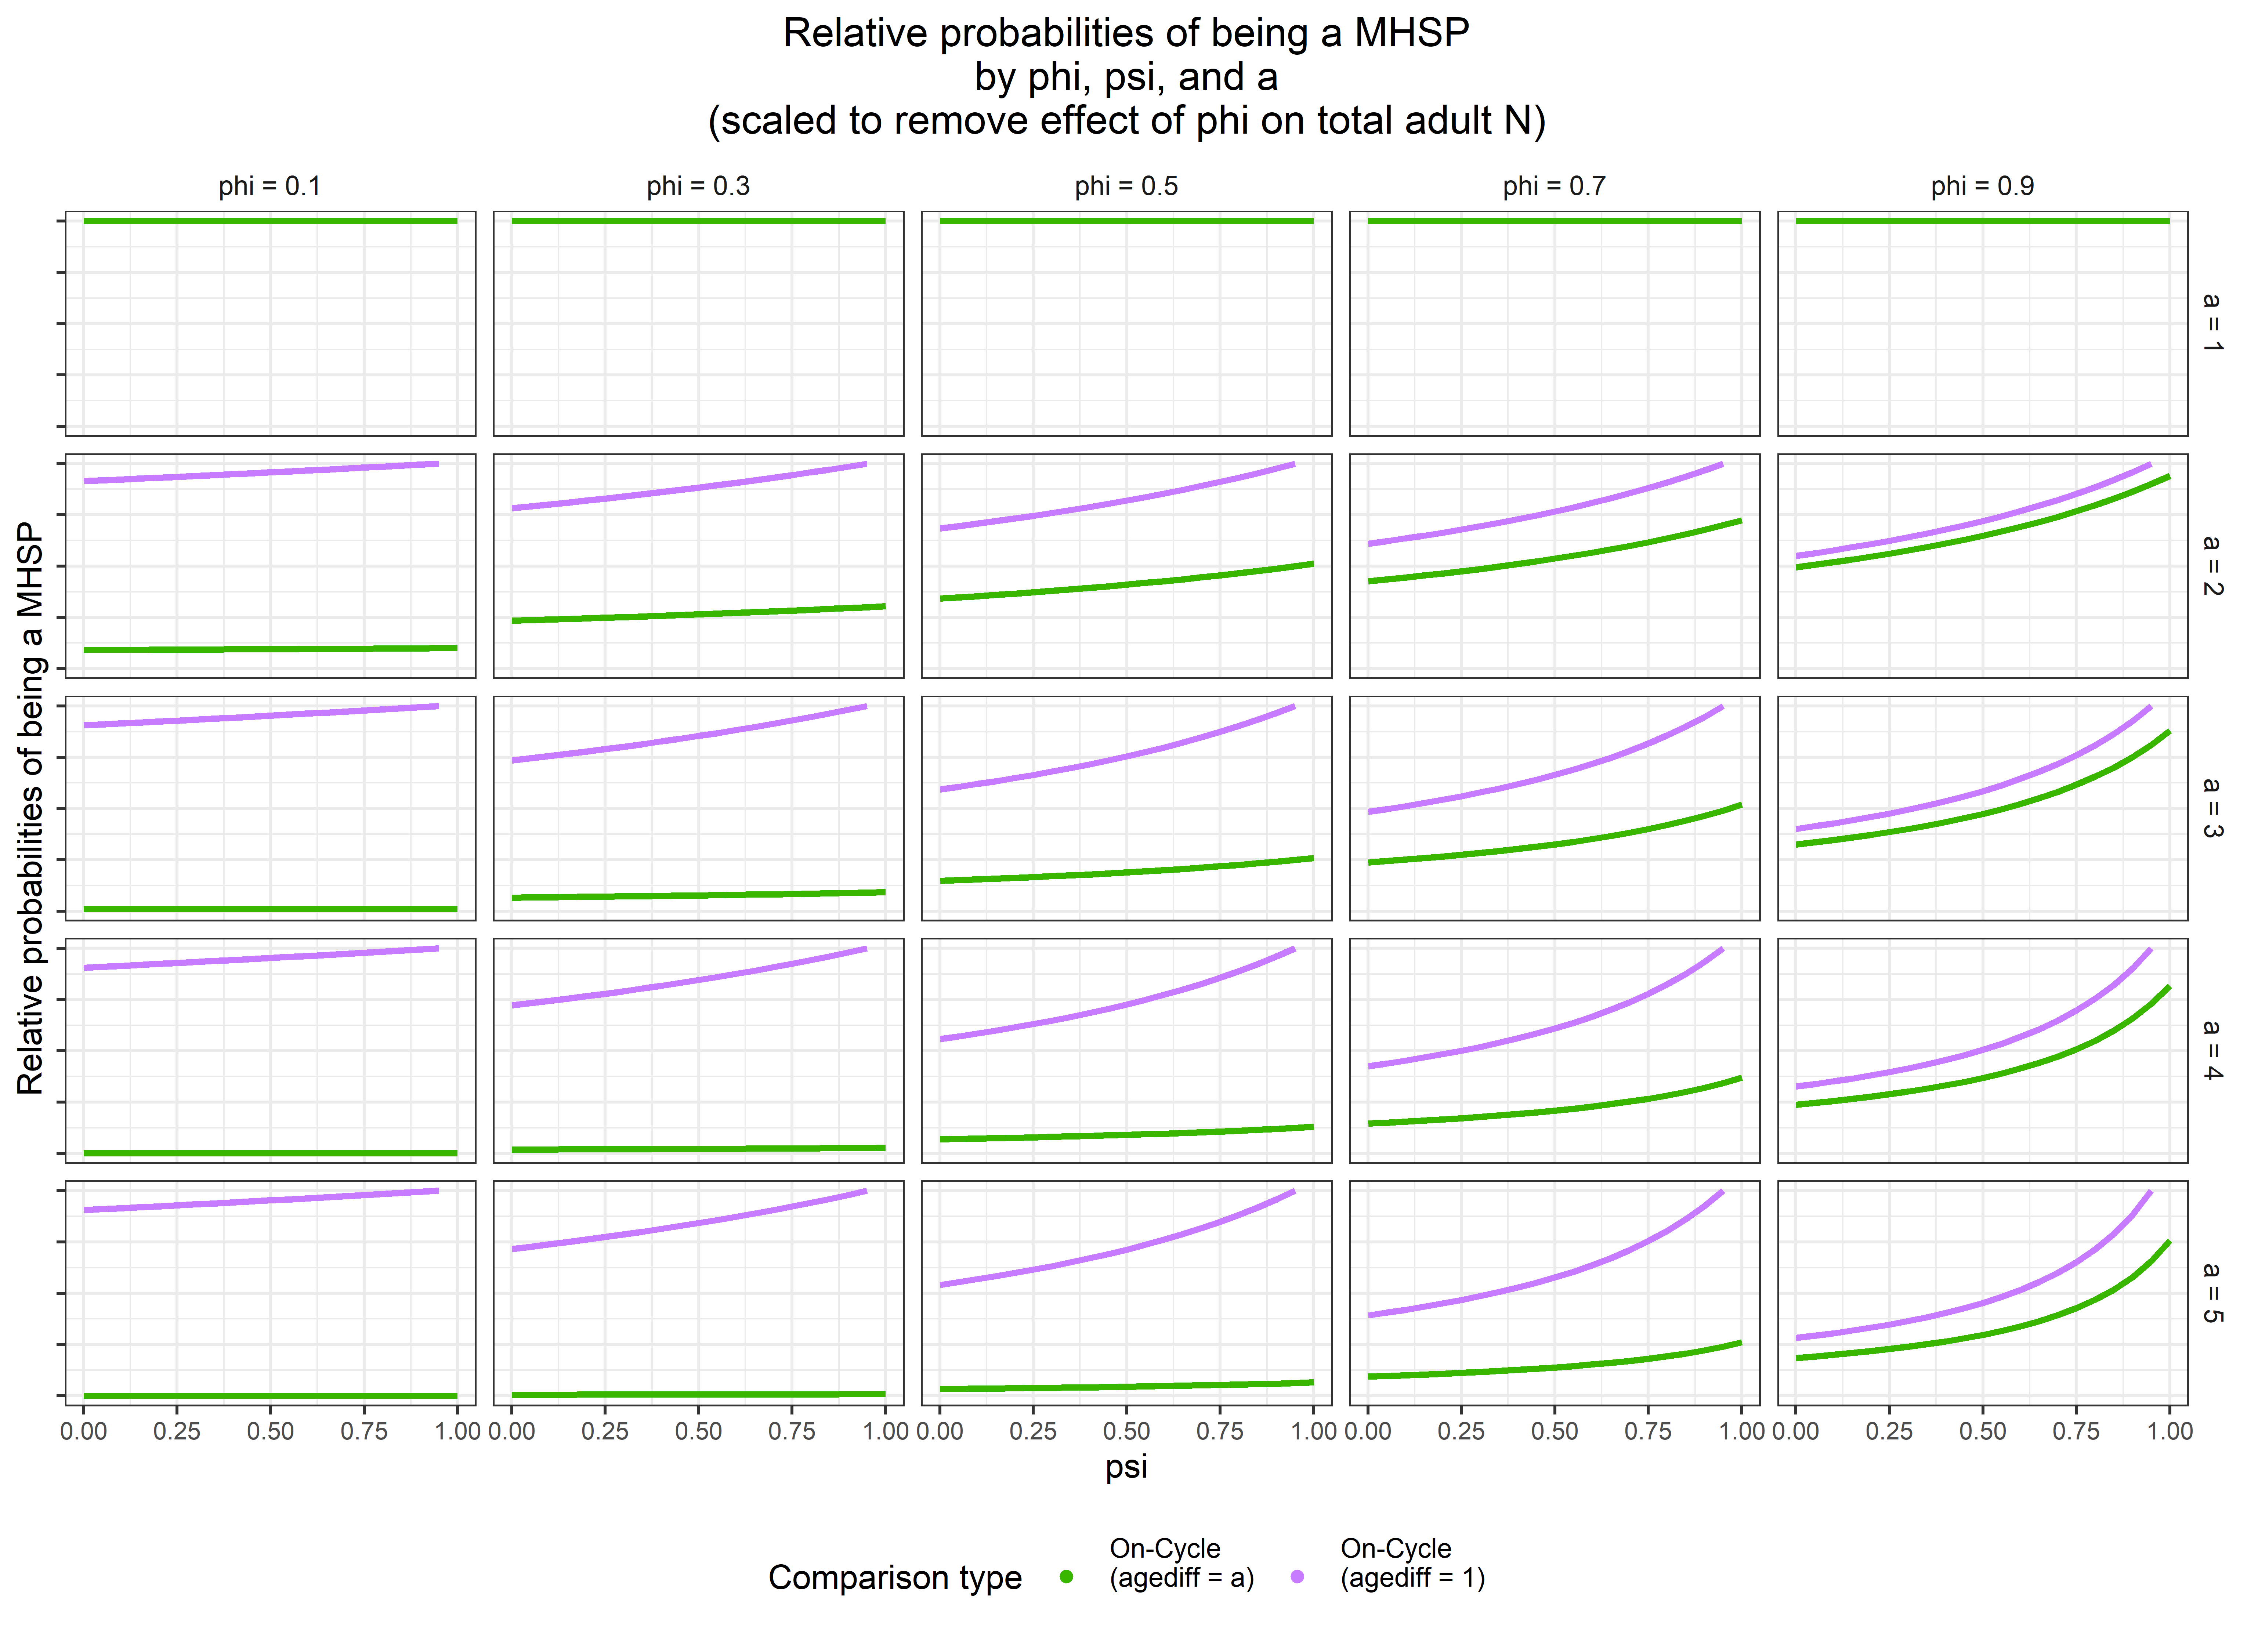 Relative probabilities of being a MHSP
by phi, psi, and a
(scaled to remove effect of phi on total adult N)
phi = 0.1
phi = 0.3
phi = 0.5
phi = 0.7
phi = 0.9
a = 1
a = 2
a = 3
a = 4
a = 5
Relative probabilities of being a MHSP
0.00 0.25 0.50 0.75 1.00
0.00 0.25 0.50 0.75 1.00
0.00 0.25 0.50 0.75 1.00
0.00 0.25 0.50 0.75 1.00
0.00 0.25 0.50 0.75 1.00
psi
Comparison type
On-Cycle
(agediff = a)
On-Cycle
(agediff = 1)